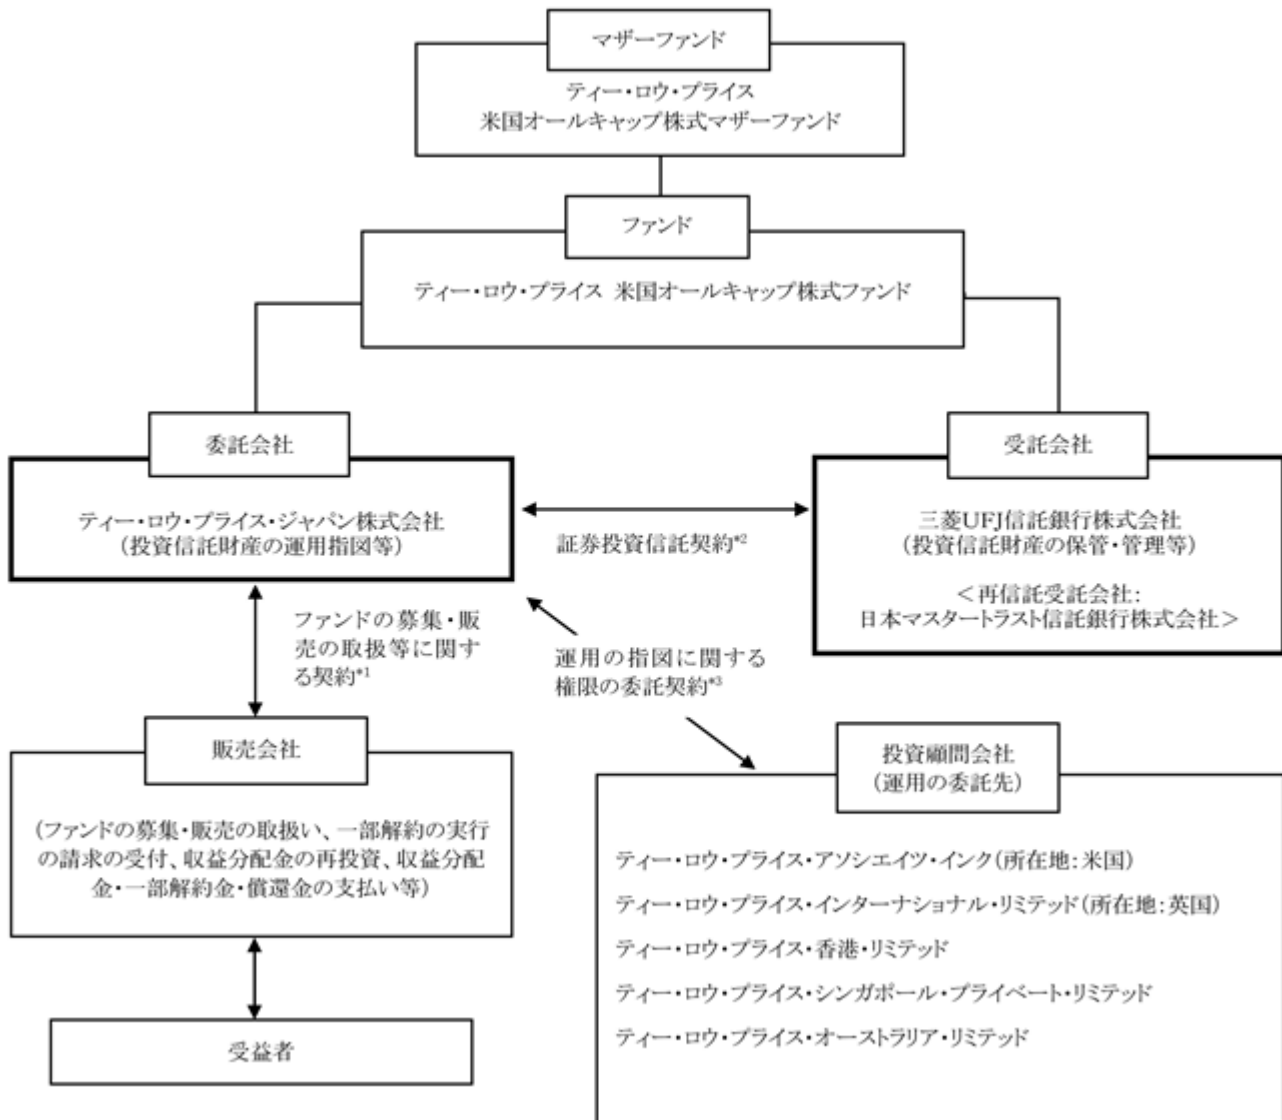 マザーファンド
ティー・ロウ・プライス
米国オールキャップ株式マザーファンド
ファンド
ティー・ロウ・プライス 米国オールキャップ株式ファンド
委託会社
ティー・ロウ・プライス・ジャパン株式会社
(投資信託財産の運用指図等)
証券投資信託契約*2
受託会社
三菱UFJ信託銀行株式会社
(投資信託財産の保管・管理等)
<再信託受託会社:
日本マスタートラスト信託銀行株式会社>
ファンドの募集・販
売の取扱等に関す
る契約*1
運用の指図に関する
権限の委託契約*3
販売会社
(ファンドの募集・販売の取扱い、一部解約の実行
の請求の受付、収益分配金の再投資、収益分配
金・一部解約金・償還金の支払い等)
受益者
投資顧問会社
(運用の委託先)
ティー・ロウ・プライス・アソシエイツ・インク(所在地:米国)
ティー・ロウ・プライス・インターナショナル・リミテッド(所在地:英国)
ティー・ロウ・プライス・香港・リミテッド
ティー・ロウ・プライス・シンガポール・プライベート・リミテッド
ティー・ロウ・プライス・オーストラリア・リミテッド